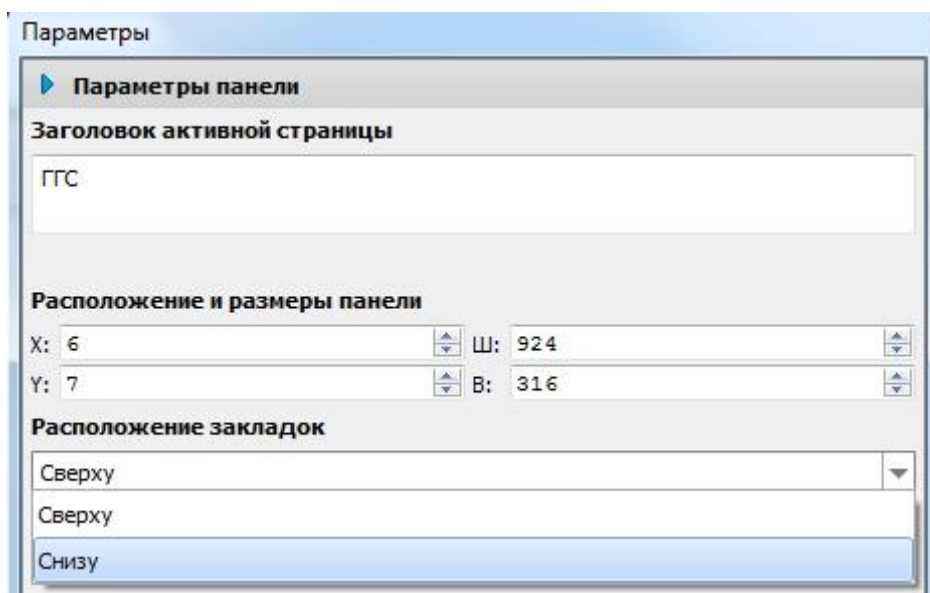 Параметры
Параметры панели
Заголовок активной страницы
ГГС
Расположение и размеры панели
X: 6 Ш: 924
Y: 7 В: 316
Расположение закладок
Сверху
Сверху
Снизу